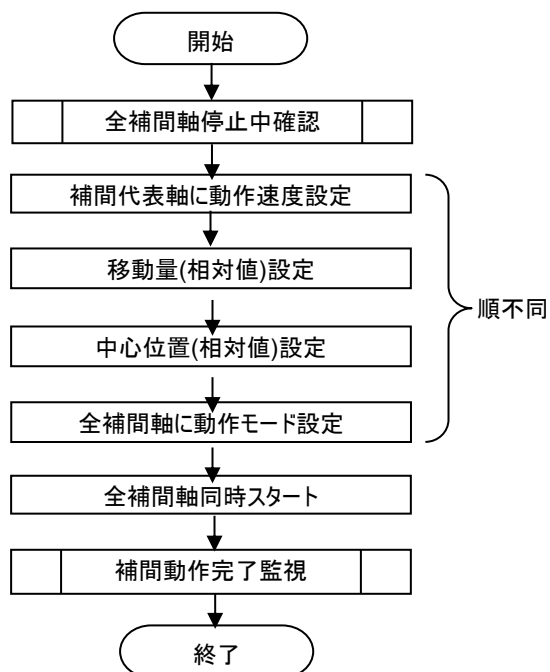 開始
全補間軸停止中確認
補間代表軸に動作速度設定
移動量(相対値)設定
順不同
中心位置(相対値)設定
全補間軸に動作モード設定
全補間軸同時スタート
補間動作完了監視
終了